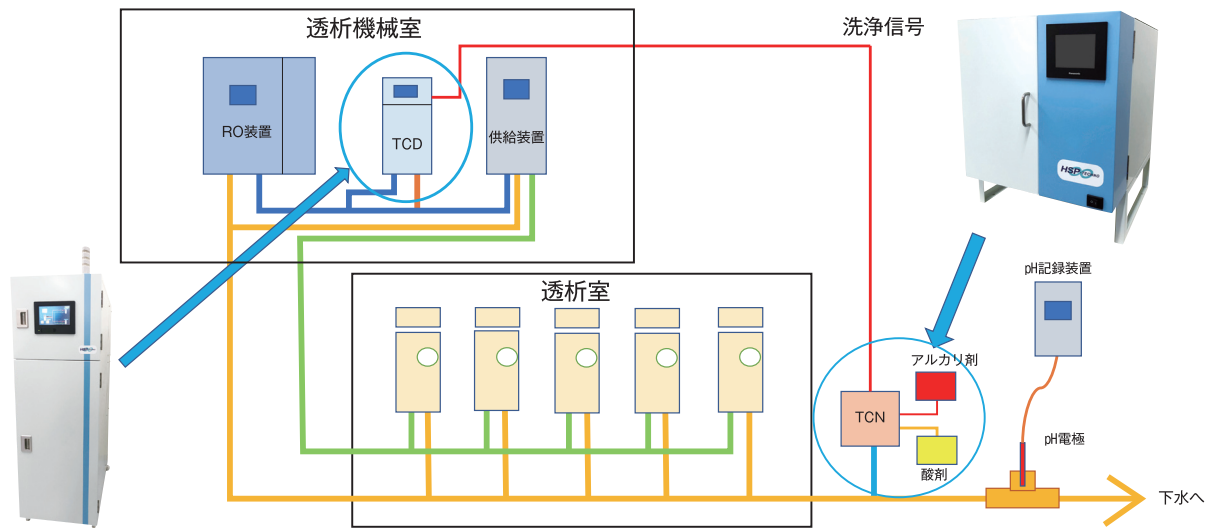 透析機械室
洗浄信号
RO装置
TCD
供給装置
HSP
pH記録装置
透析室
アルカリ剤
TCN
酸剤
pH電極
下水へ